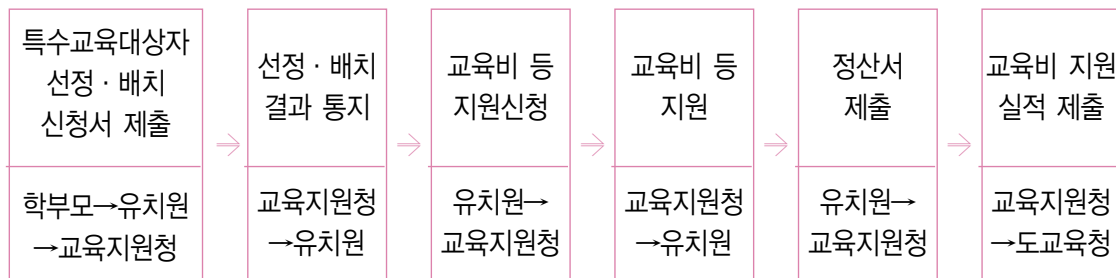 특수교육대상자
선정 · 배치
신청서 제출
학부모→유치원
→교육지원청
⇒
선정 · 배치
결과 통지
교육지원청
→유치원
⇒
교육비 등
지원신청
유치원→
교육지원청
⇒
교육비 등
지원
교육지원청
→유치원
⇒
정산서
제출
유치원→
교육지원청
⇒
교육비 지원
실적 제출
교육지원청
→도교육청